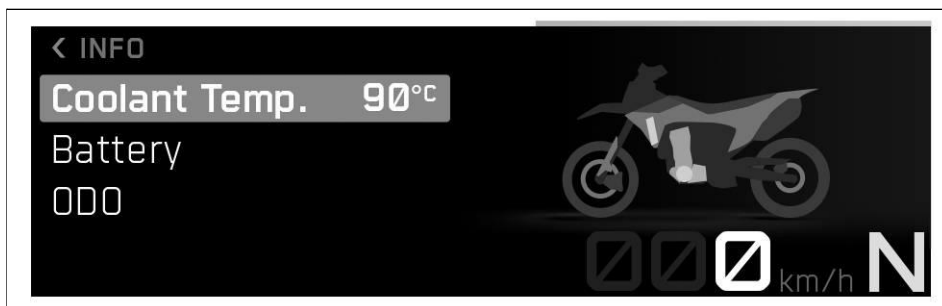 < INFO
Coolant Temp. 90°C
Battery
ODO
000 km/h N